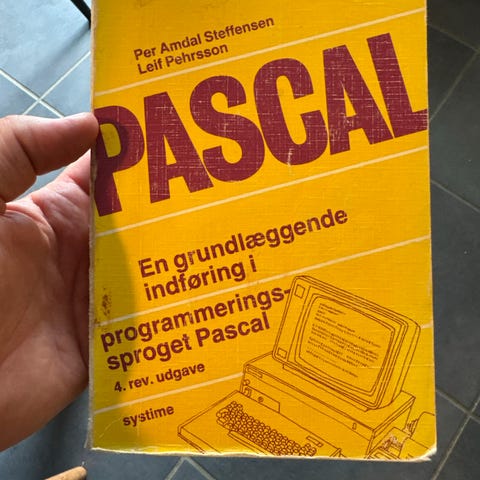 Per Amdal Steffensen
Leif Pehrsson
PASCAL
En grundlæggende
indføring i
programmerings-
sproget Pascal
4. rev. udgave
systime